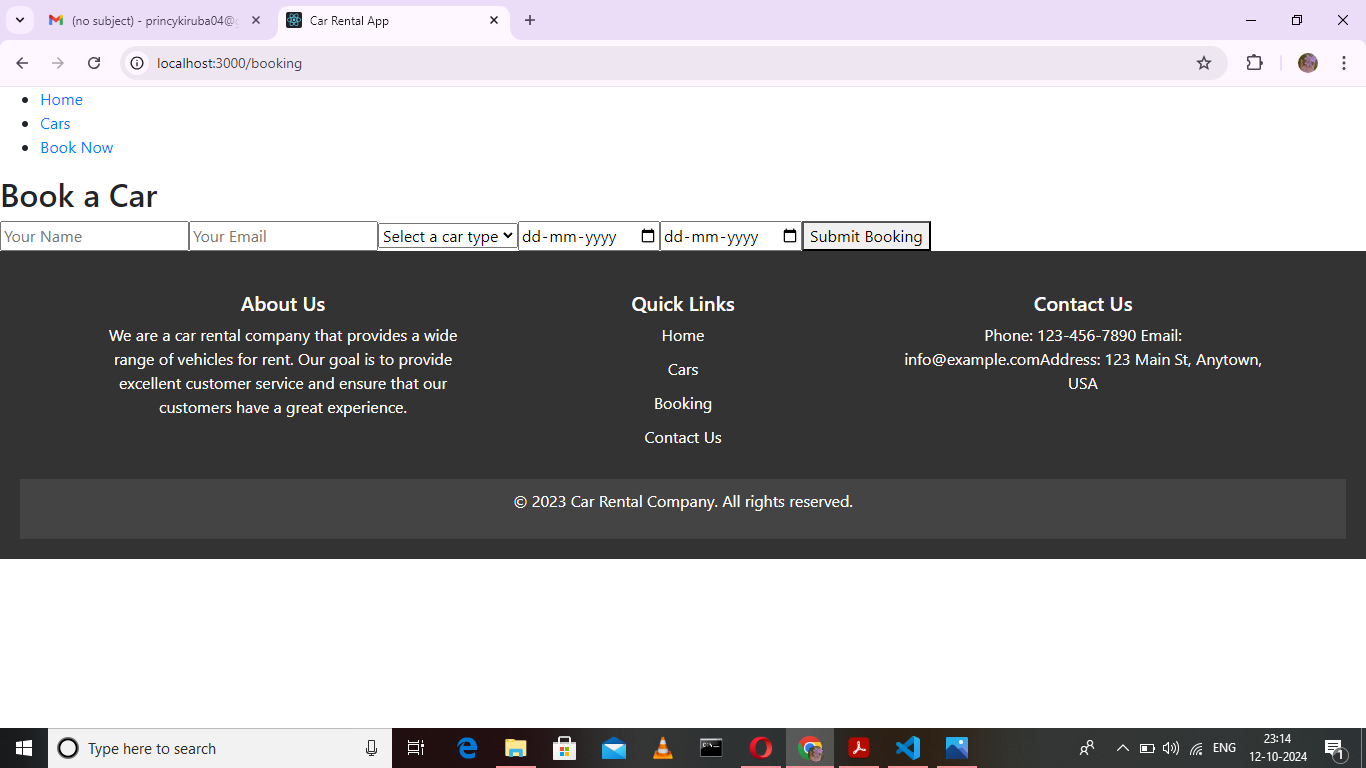 (no subject) - princykiruba04@g
Car Rental App
localhost:3000/booking
Home
Cars
Book Now
Book a Car
Your Name Your Email Select a car type dd-mm-yyyy dd-mm-yyyy Submit Booking
About Us
We are a car rental company that provides a wide
range of vehicles for rent. Our goal is to provide
excellent customer service and ensure that our
customers have a great experience.
Quick Links
Home
Cars
Booking
Contact Us
Contact Us
Phone: 123-456-7890 Email:
info@example.comAddress: 123 Main St, Anytown,
USA
© 2023 Car Rental Company. All rights reserved.
Type here to search
ENG
23:14
12-10-2024
1